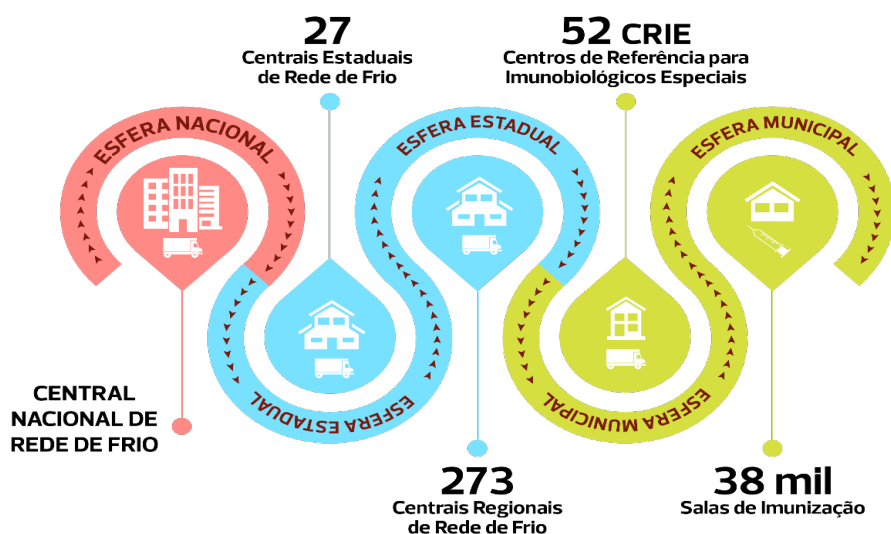 27
Centrais Estaduais
de Rede de Frio
52 CRIE
Centros de Referência para
Imunobiológicos Especiais
ESFERA NACIONAL
ESFERA ESTADUAL
ESFERA MUNICIPAL
ESFERA ESTADUAL
ESFERA MUNICIPAL
CENTRAL
NACIONAL DE
REDE DE FRIO
273
Centrais Regionais
de Rede de Frio
38 mil
Salas de Imunização